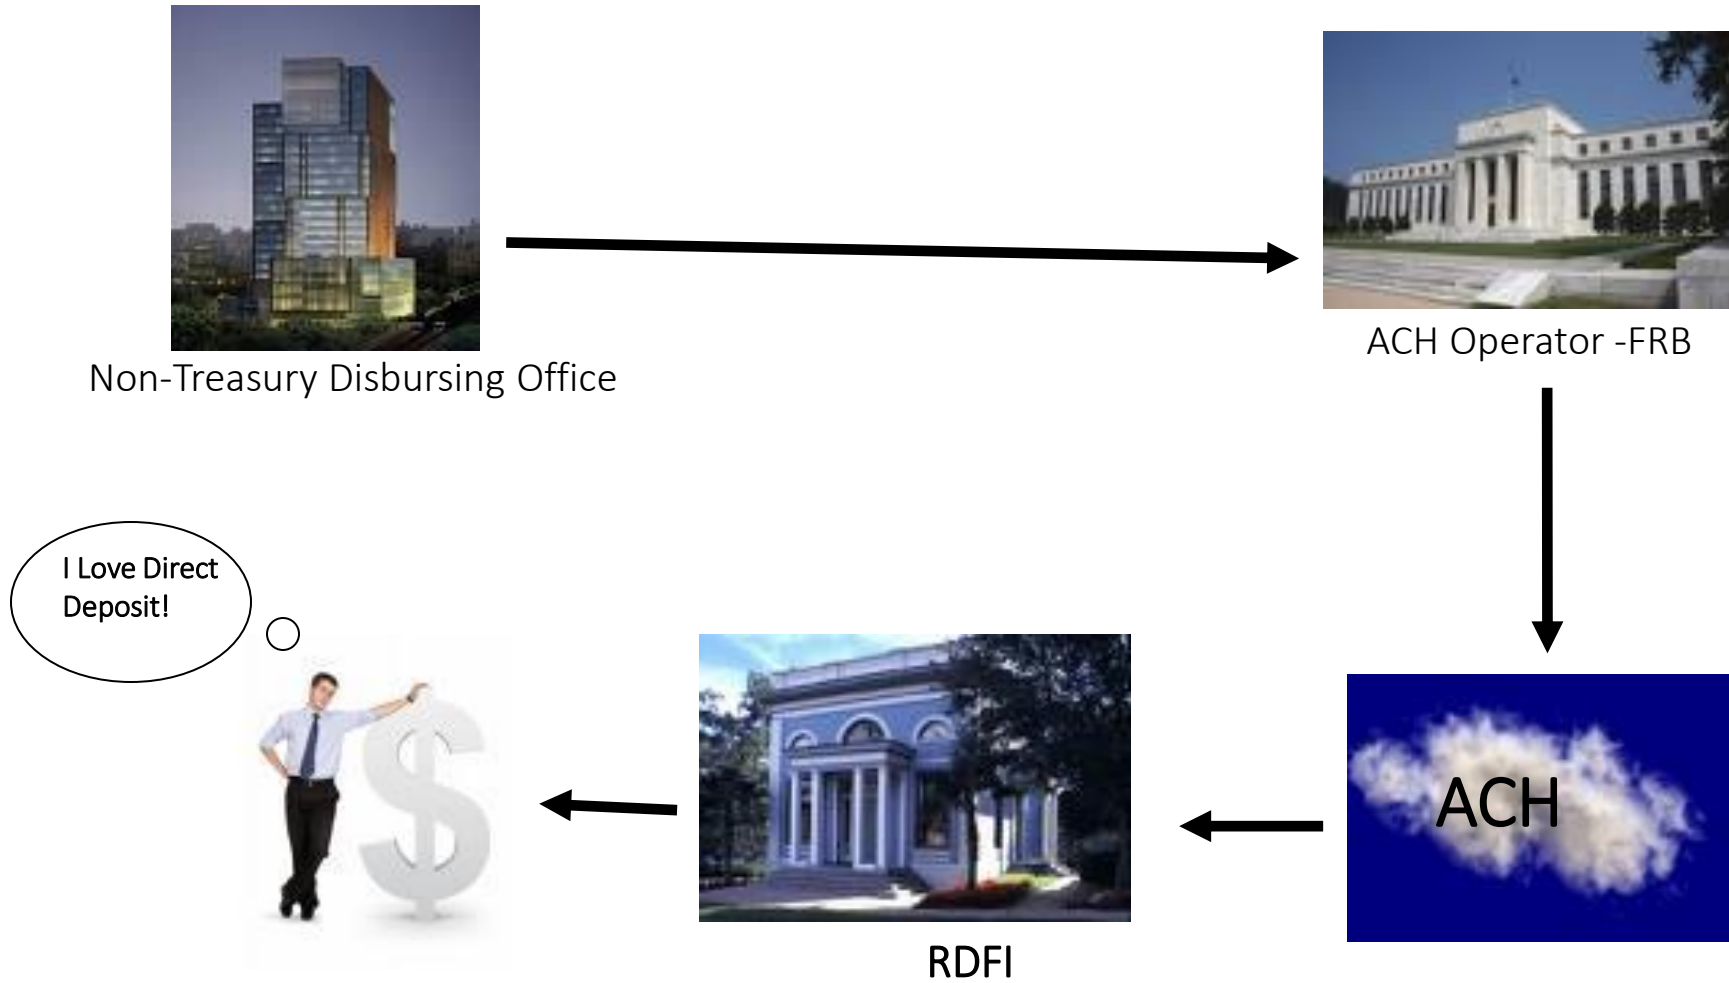 Non-Treasury Disbursing Office
ACH Operator -FRB
I Love Direct
Deposit!
ACH
RDFI